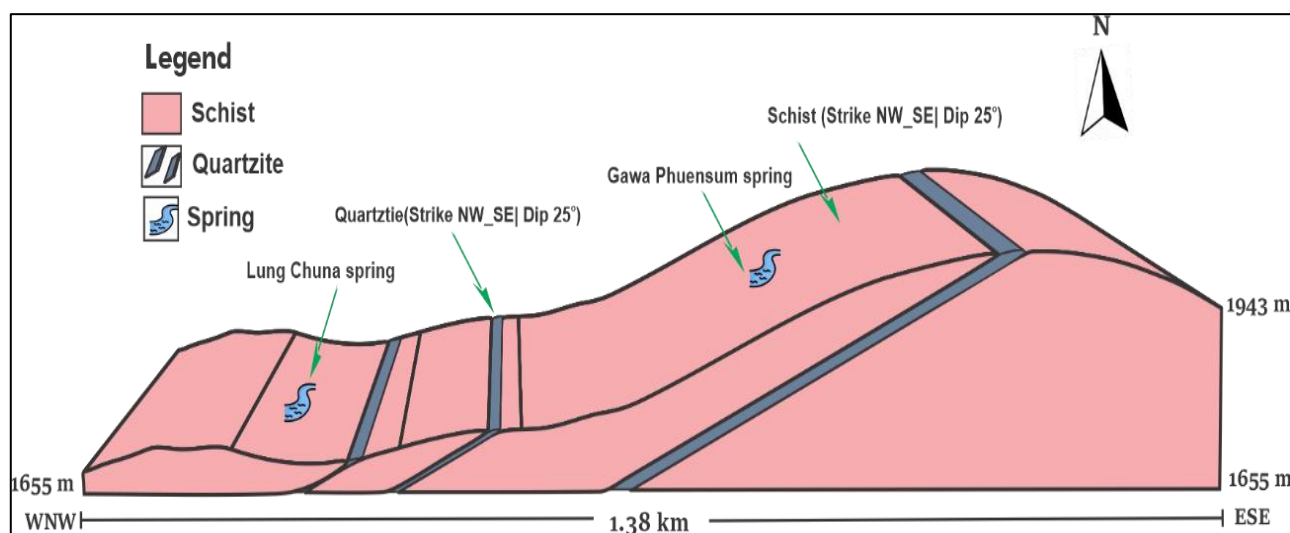 N
Legend
Schist
Quartzite
Spring
Schist (Strike NW_SE| Dip 25°)
Gawa Phuensum spring
Quartztie(Strike NW_SE| Dip 25°)
Lung Chuna spring
1943 m
1655 m
1655 m
WNW
1.38 km
ESE